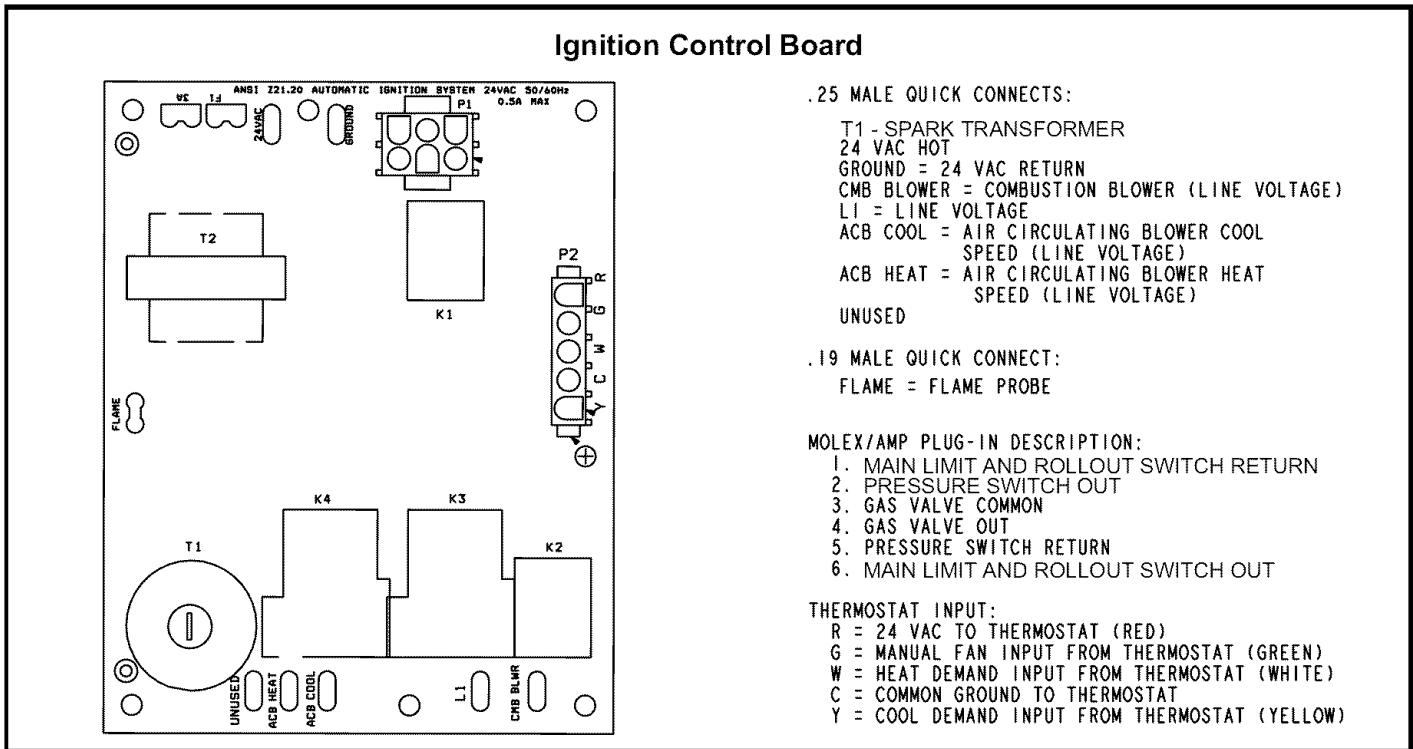 Ignition Control Board
ANSI Z21.20 AUTOMATIC IGNITION SYSTEM 24VAC 50/60Hz
0.5A MAX
3A
F1
24VAC
GROUND
P1
T2
K1
P2
R
G
W
C
Y
FLAME
K4
K3
K2
T1
UNUSED
ACB HEAT
ACB COOL
L1
CMB BLWR
.25 MALE QUICK CONNECTS:
T1 - SPARK TRANSFORMER
24 VAC HOT
GROUND = 24 VAC RETURN
CMB BLOWER = COMBUSTION BLOWER (LINE VOLTAGE)
L1 = LINE VOLTAGE
ACB COOL = AIR CIRCULATING BLOWER COOL
SPEED (LINE VOLTAGE)
ACB HEAT = AIR CIRCULATING BLOWER HEAT
SPEED (LINE VOLTAGE)
UNUSED
.19 MALE QUICK CONNECT:
FLAME = FLAME PROBE
MOLEX/AMP PLUG-IN DESCRIPTION:
1. MAIN LIMIT AND ROLLOUT SWITCH RETURN
2. PRESSURE SWITCH OUT
3. GAS VALVE COMMON
4. GAS VALVE OUT
5. PRESSURE SWITCH RETURN
6. MAIN LIMIT AND ROLLOUT SWITCH OUT
THERMOSTAT INPUT:
R = 24 VAC TO THERMOSTAT (RED)
G = MANUAL FAN INPUT FROM THERMOSTAT (GREEN)
W = HEAT DEMAND INPUT FROM THERMOSTAT (WHITE)
C = COMMON GROUND TO THERMOSTAT
Y = COOL DEMAND INPUT FROM THERMOSTAT (YELLOW)